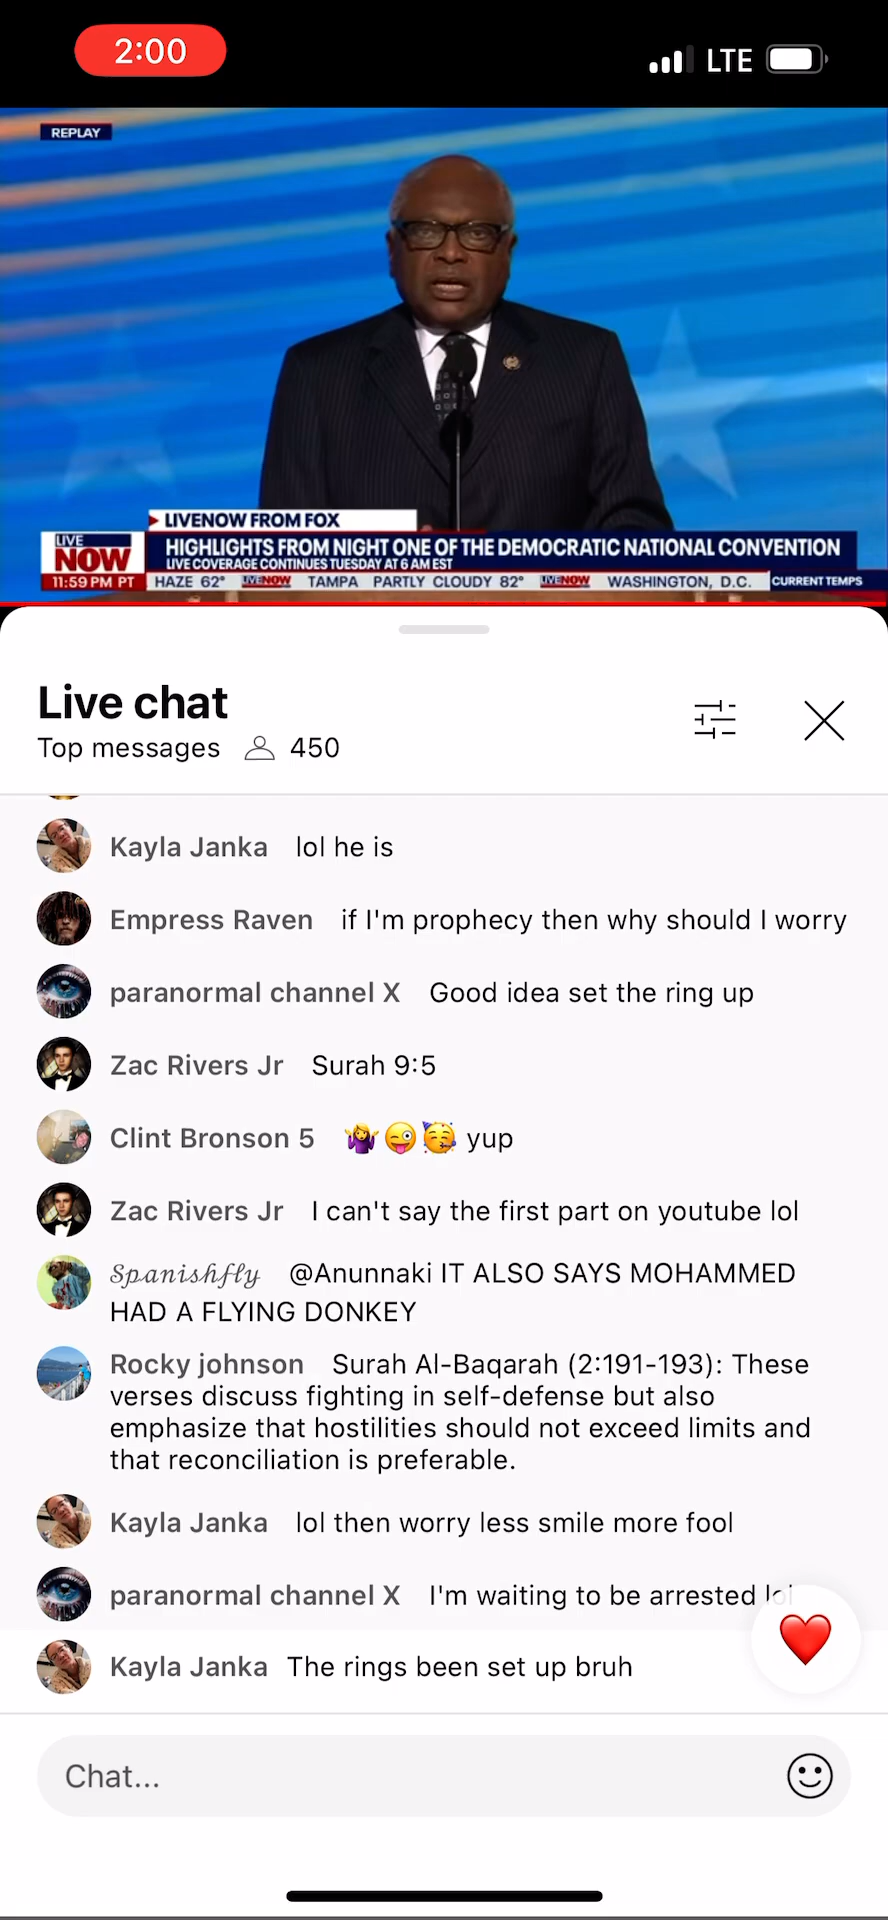 2:00
LTE
REPLAY
LIVENOW FROM FOX
LIVE
NOW
HIGHLIGHTS FROM NIGHT ONE OF THE DEMOCRATIC NATIONAL CONVENTION
LIVE COVERAGE CONTINUES TUESDAY AT 6 AM EST
11:59 PM PT HAZE 62° LIVENOW TAMPA PARTLY CLOUDY 82° LIVENOW WASHINGTON, D.C. CURRENT TEMPS
Live chat
Top messages 450
Kayla Janka lol he is
Empress Raven if I'm prophecy then why should I worry
paranormal channel X Good idea set the ring up
Zac Rivers Jr Surah 9:5
Clint Bronson 5 🤷‍♀️😜🥳 yup
Zac Rivers Jr I can't say the first part on youtube lol
𝓢𝓹𝓪𝓷𝓲𝓼𝓱𝓯𝓵𝔂 @Anunnaki IT ALSO SAYS MOHAMMED
HAD A FLYING DONKEY
Rocky johnson Surah Al-Baqarah (2:191-193): These
verses discuss fighting in self-defense but also
emphasize that hostilities should not exceed limits and
that reconciliation is preferable.
Kayla Janka lol then worry less smile more fool
paranormal channel X I'm waiting to be arrested lol
Kayla Janka The rings been set up bruh
Chat...